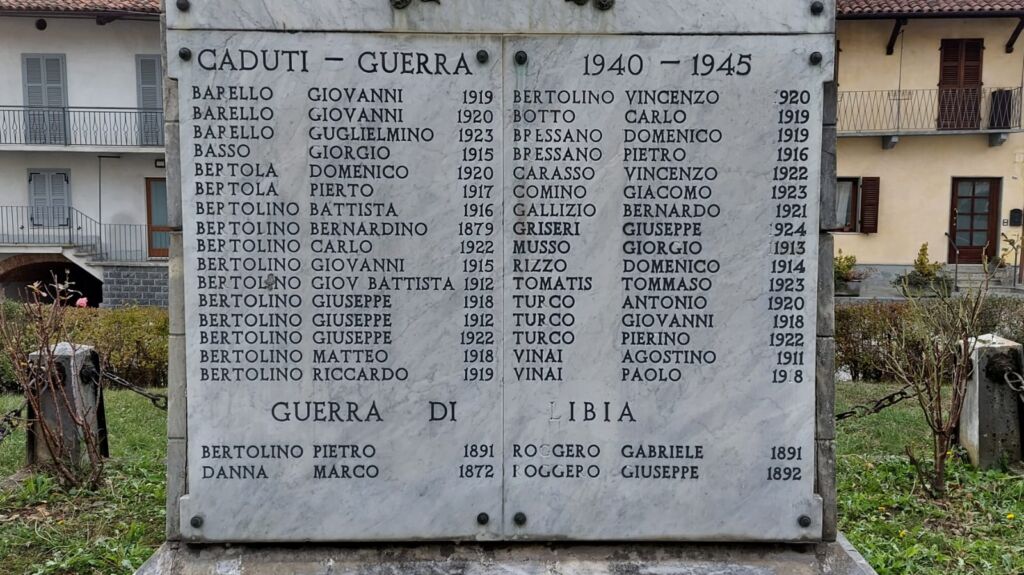 CADUTI - GUERRA 1940 - 1945
BARELLO GIOVANNI 1919
BARELLO GIOVANNI 1920
BARELLO GUGLIELMINO 1923
BASSO GIORGIO 1915
BERTOLA DOMENICO 1920
BERTOLA PIERTO 1917
BERTOLINO BATTISTA 1916
BERTOLINO BERNARDINO 1879
BERTOLINO CARLO 1922
BERTOLINO GIOVANNI 1915
BERTOLINO GIOV BATTISTA 1912
BERTOLINO GIUSEPPE 1918
BERTOLINO GIUSEPPE 1912
BERTOLINO GIUSEPPE 1922
BERTOLINO MATTEO 1918
BERTOLINO RICCARDO 1919
BERTOLINO VINCENZO 1920
BOTTO CARLO 1919
BRESSANO DOMENICO 1919
BRESSANO PIETRO 1916
CARASSO VINCENZO 1922
COMINO GIACOMO 1923
GALLIZIO BERNARDO 1921
GRISERI GIUSEPPE 1924
MUSSO GIORGIO 1913
RIZZO DOMENICO 1914
TOMATIS TOMMASO 1923
TURCO ANTONIO 1920
TURCO GIOVANNI 1918
TURCO PIERINO 1922
VINAI AGOSTINO 1911
VINAI PAOLO
GUERRA DI LIBIA
BERTOLINO PIETRO 1891
DANNA MARCO 1872
ROGGERO GABRIELE 1891
ROGGERO GIUSEPPE 1892